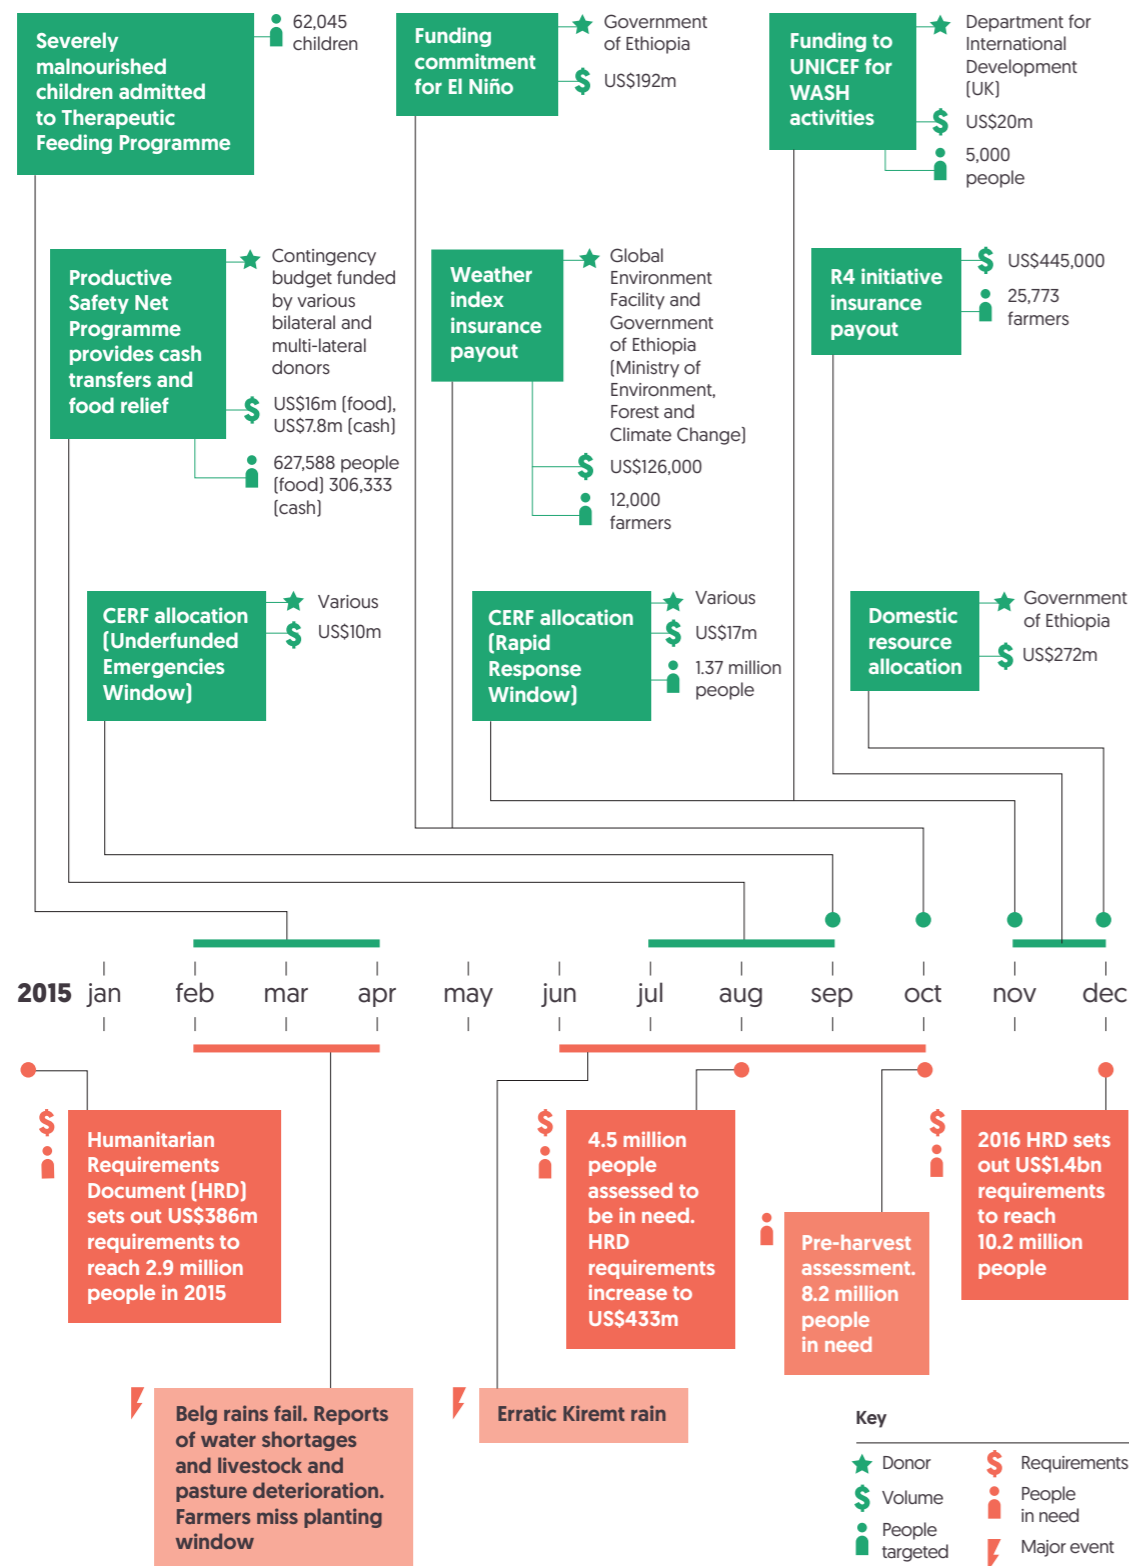 Severely
malnourished
children admitted
to Therapeutic
Feeding Programme
62,045
children
Funding
commitment
for El Niño
Government
of Ethiopia
US$192m
Funding to
UNICEF for
WASH
activities
Department for
International
Development
(UK)
US$20m
5,000
people
Productive
Safety Net
Programme
provides cash
transfers and
food relief
Contingency
budget funded
by various
bilateral and
multi-lateral
donors
US$16m (food),
US$7.8m (cash)
627,588 people
(food) 306,333
(cash)
Weather
index
insurance
payout
Global
Environment
Facility and
Government
of Ethiopia
(Ministry of
Environment,
Forest and
Climate Change)
US$126,000
12,000
farmers
R4 initiative
insurance
payout
US$445,000
25,773
farmers
CERF allocation
(Underfunded
Emergencies
Window)
Various
US$10m
CERF allocation
(Rapid
Response
Window)
Various
US$17m
1.37 million
people
Domestic
resource
allocation
Government
of Ethiopia
US$272m
2015 jan feb mar apr may jun jul aug sep oct nov dec
Humanitarian
Requirements
Document (HRD)
sets out US$386m
requirements to
reach 2.9 million
people in 2015
4.5 million
people
assessed to
be in need.
HRD
requirements
increase to
US$433m
Pre-harvest
assessment.
8.2 million
people
in need
2016 HRD sets
out US$1.4bn
requirements
to reach
10.2 million
people
Belg rains fail. Reports
of water shortages
and livestock and
pasture deterioration.
Farmers miss planting
window
Erratic Kiremt rain
Key
Donor
Volume
People
targeted
Requirements
People
in need
Major event